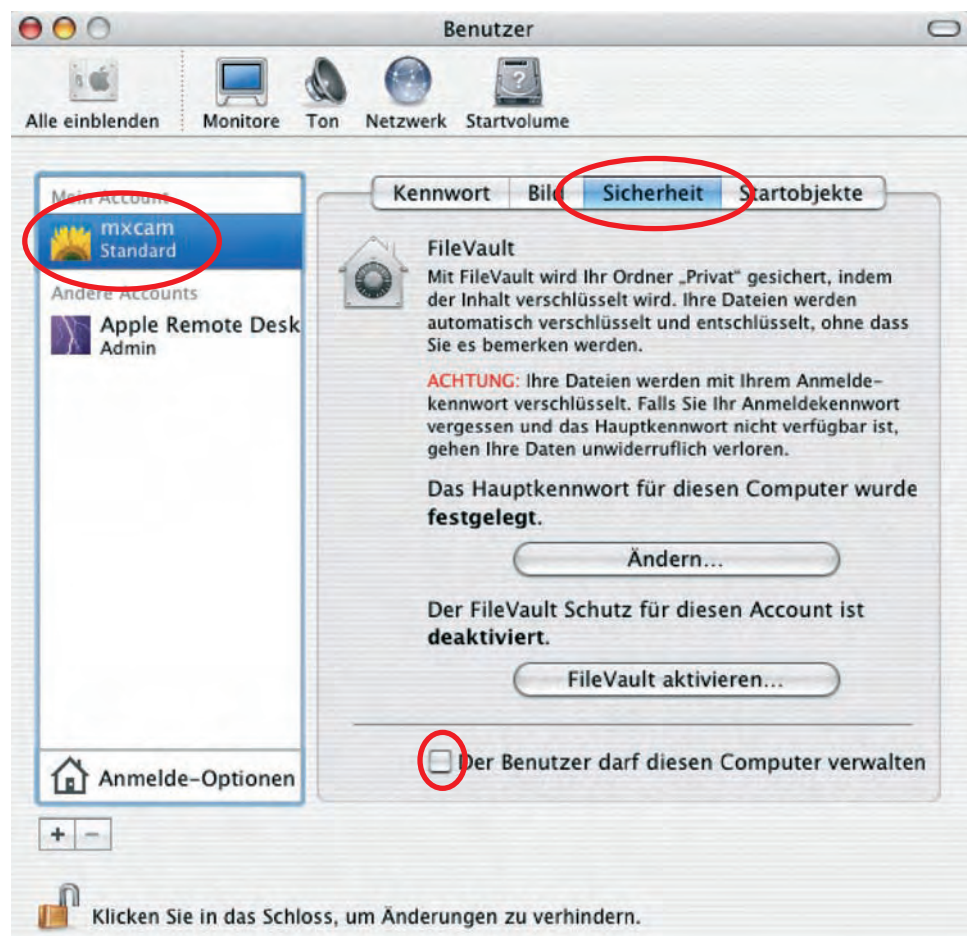 Benutzer
Alle einblenden
Monitore
Ton
Netzwerk
Startvolume
Mein Account
mxcam
Standard
Andere Accounts
Apple Remote Desk
Admin
Anmelde-Optionen
+ −
Kennwort
Bild
Sicherheit
Startobjekte
FileVault
Mit FileVault wird Ihr Ordner „Privat“ gesichert, indem
der Inhalt verschlüsselt wird. Ihre Dateien werden
automatisch verschlüsselt und entschlüsselt, ohne dass
Sie es bemerken werden.
ACHTUNG: Ihre Dateien werden mit Ihrem Anmelde-
kennwort verschlüsselt. Falls Sie Ihr Anmeldekennwort
vergessen und das Hauptkennwort nicht verfügbar ist,
gehen Ihre Daten unwiderruflich verloren.
Das Hauptkennwort für diesen Computer wurde
festgelegt.
Ändern...
Der FileVault Schutz für diesen Account ist
deaktiviert.
FileVault aktivieren...
Der Benutzer darf diesen Computer verwalten
Klicken Sie in das Schloss, um Änderungen zu verhindern.